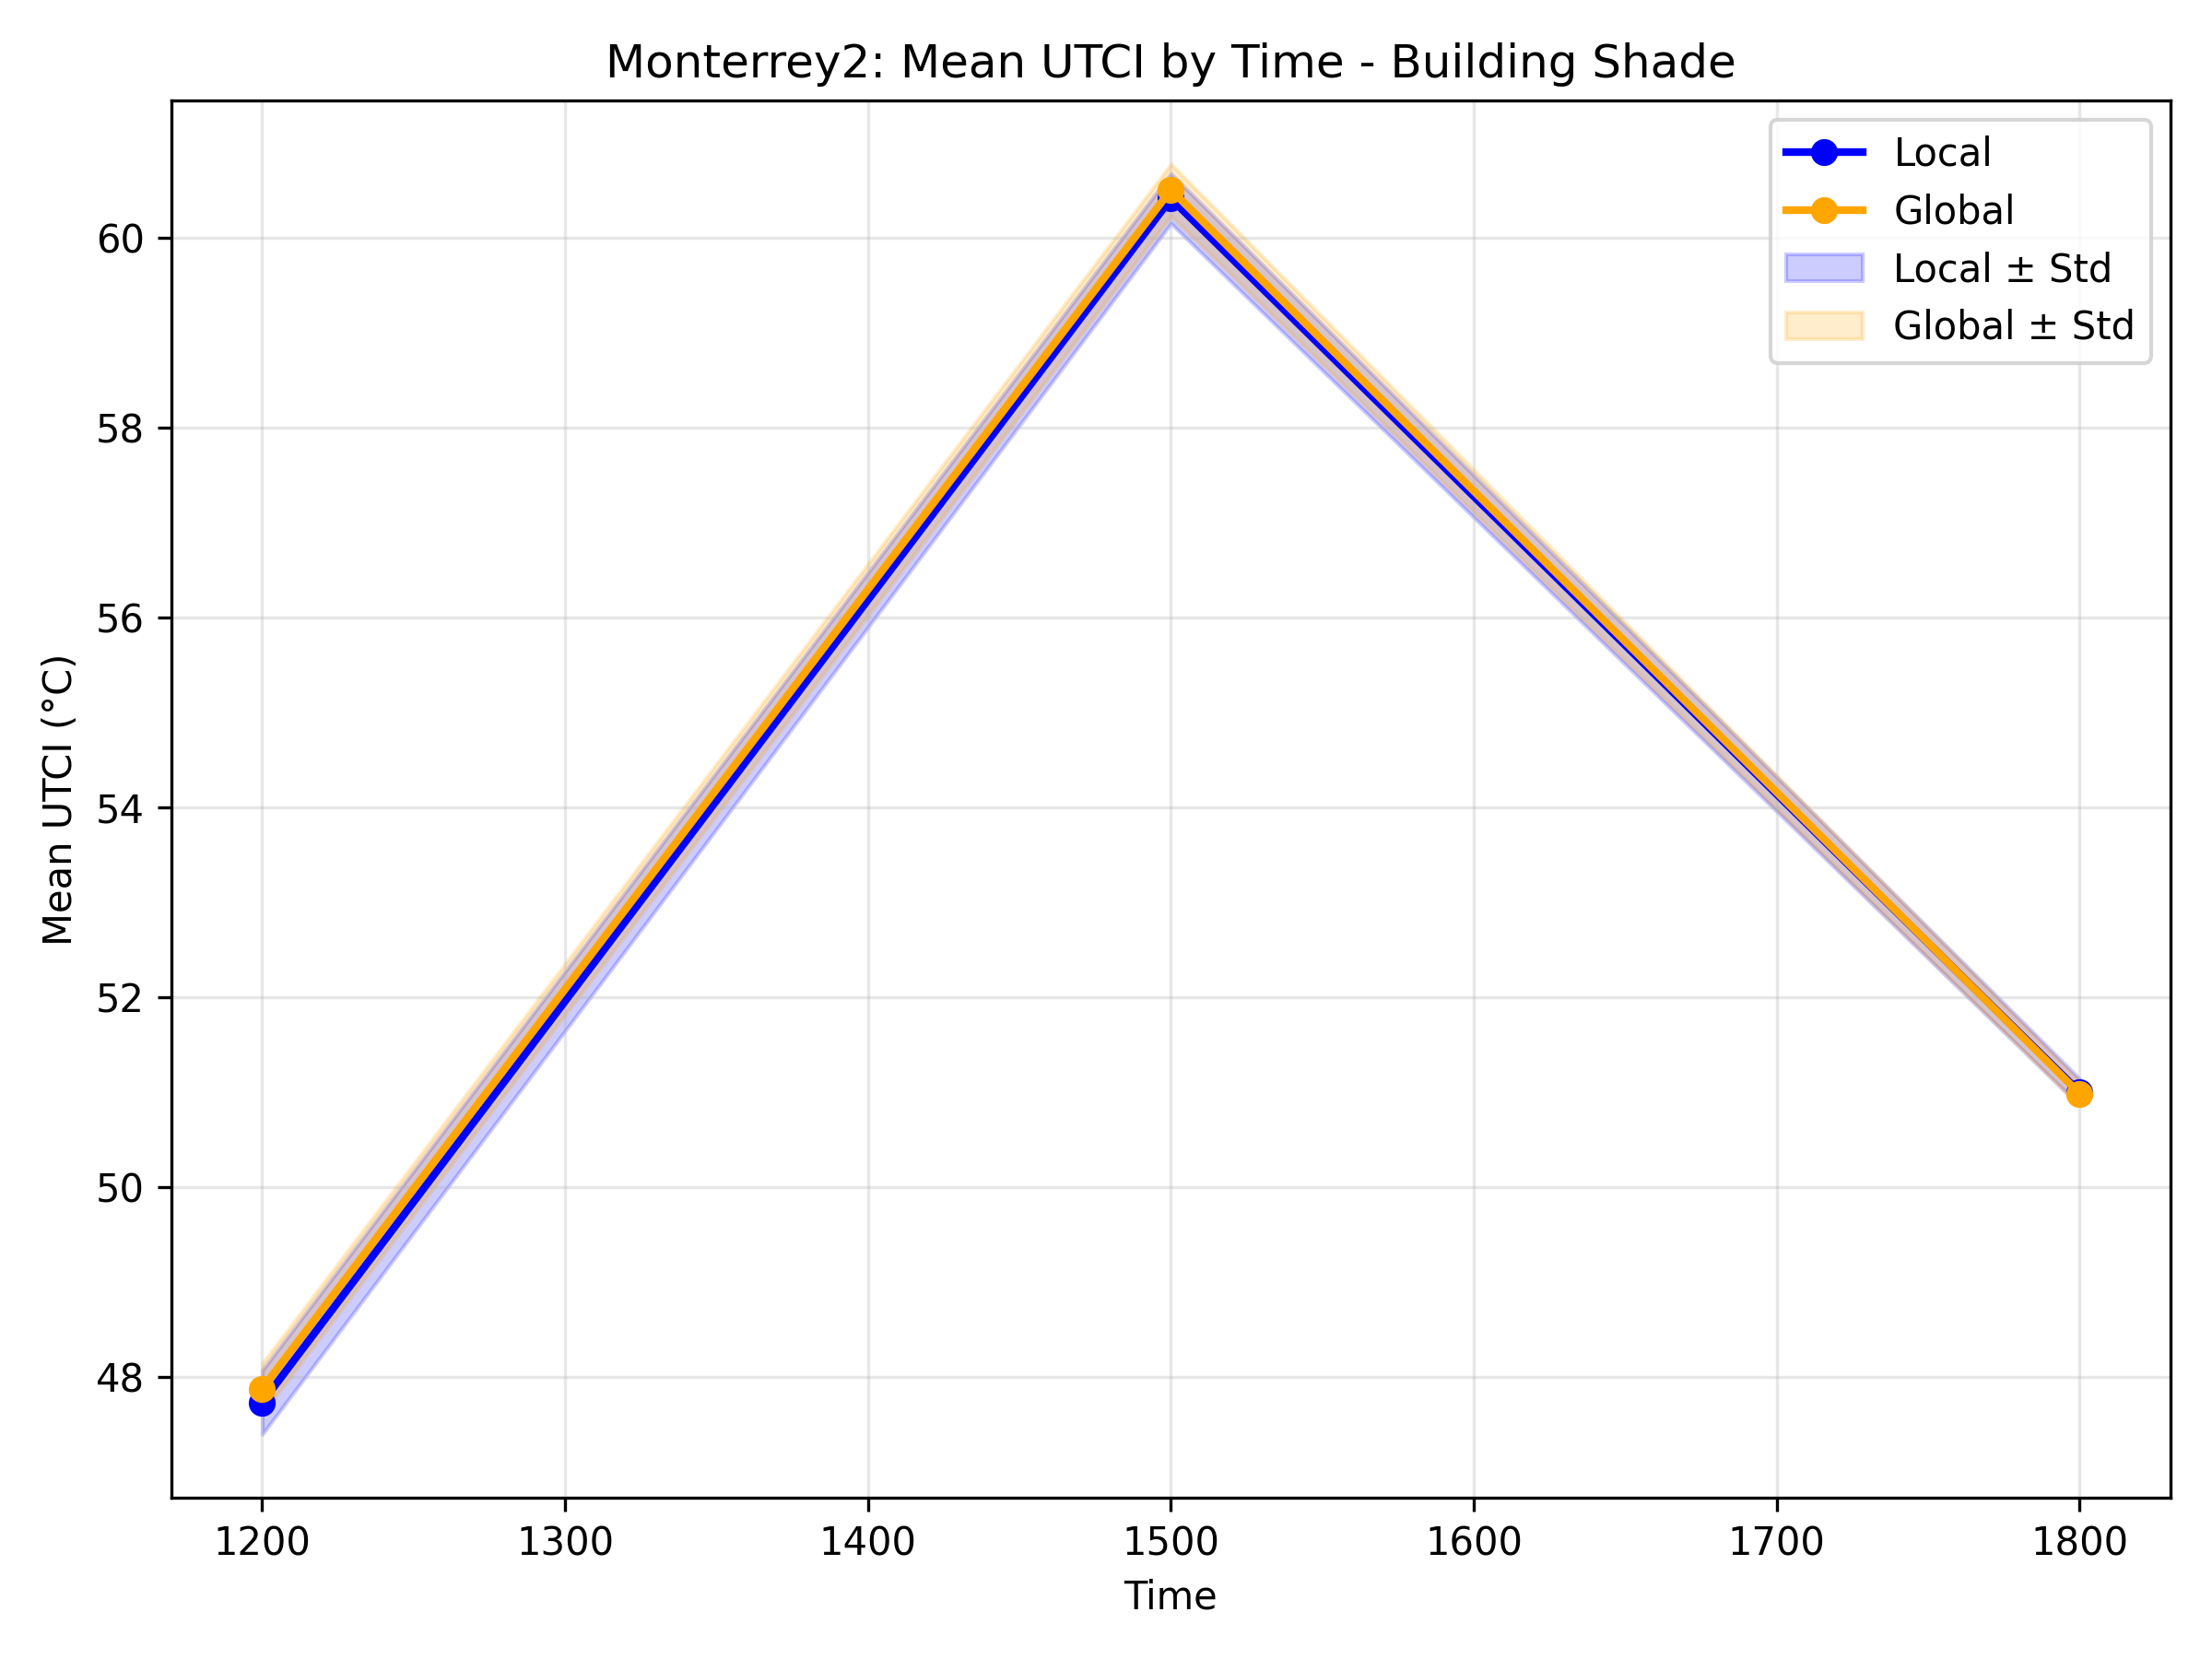 Monterrey2: Mean UTCI by Time - Building Shade
Local
Global
Local ± Std
Global ± Std
60
58
56
54
52
50
48
Mean UTCI (°C)
1200 1300 1400 1500 1600 1700 1800
Time